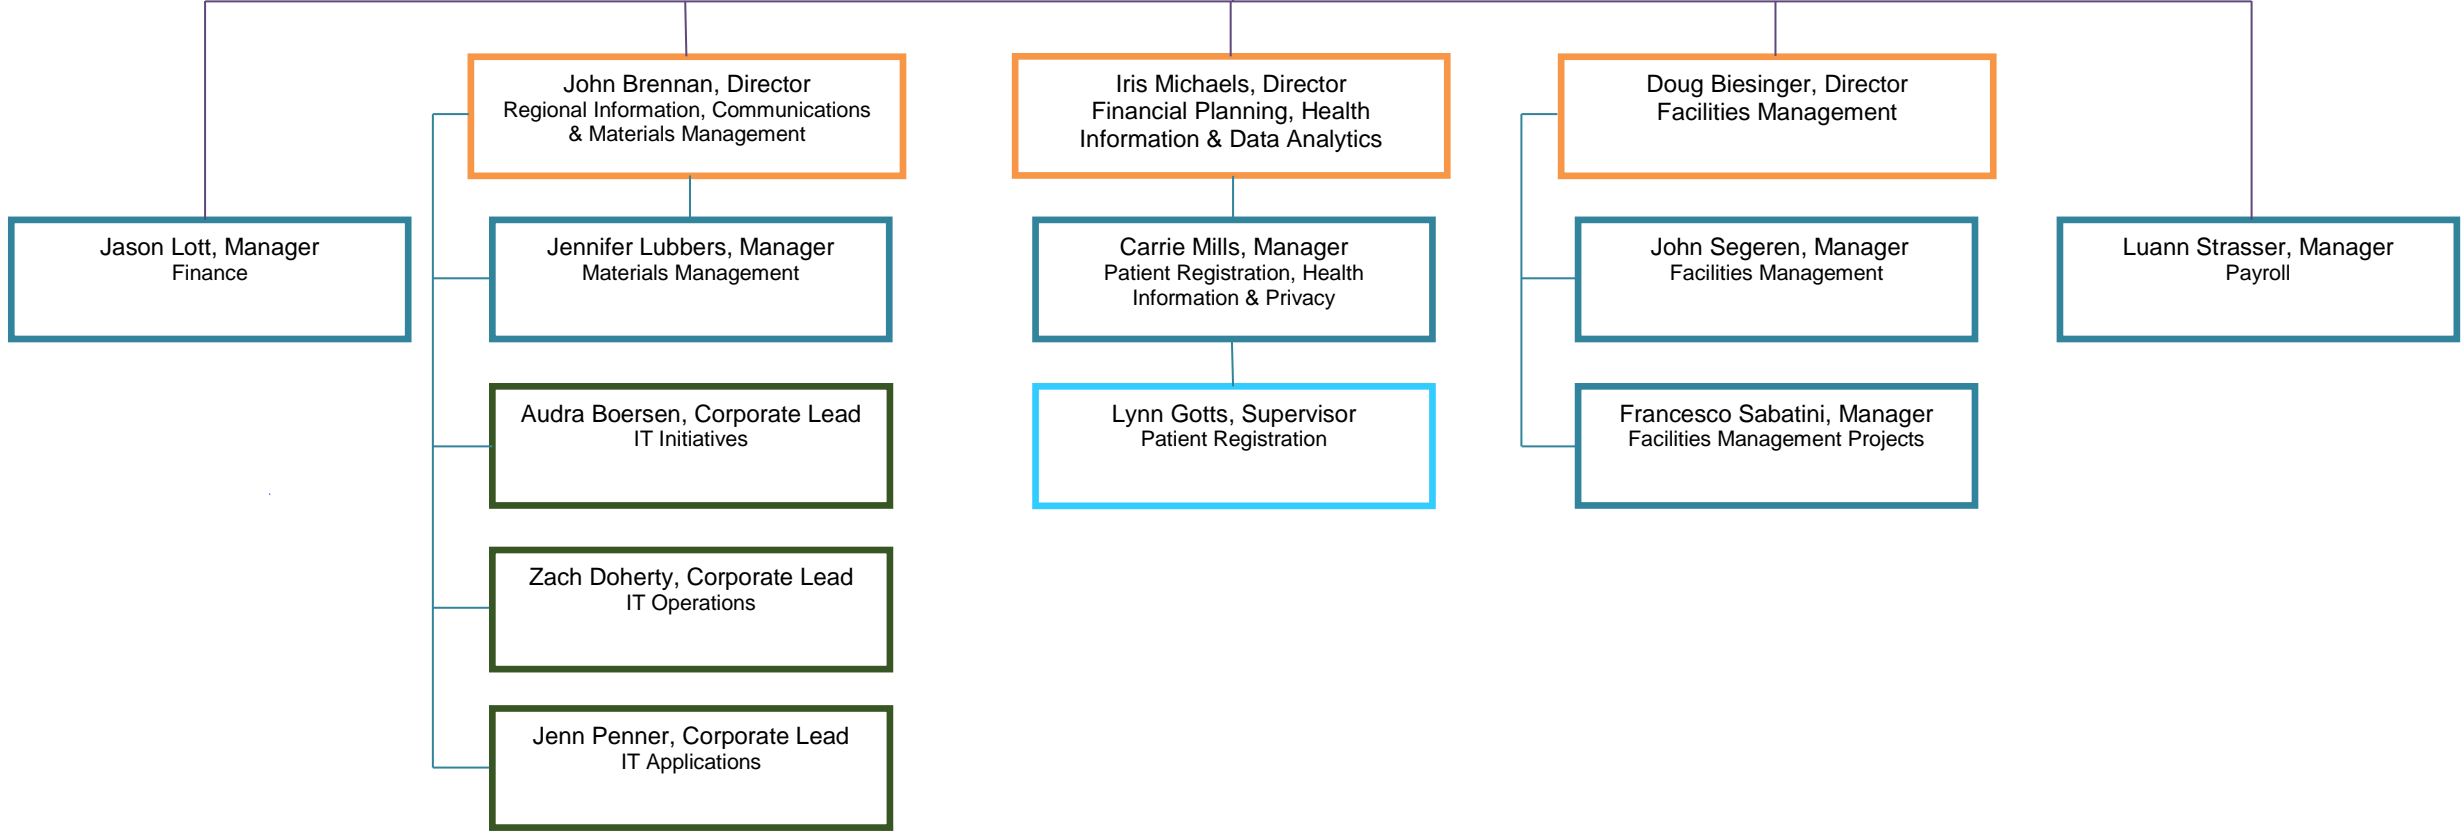 John Brennan, Director
Regional Information, Communications
& Materials Management
Iris Michaels, Director
Financial Planning, Health
Information & Data Analytics
Doug Biesinger, Director
Facilities Management
Jason Lott, Manager
Finance
Jennifer Lubbers, Manager
Materials Management
Carrie Mills, Manager
Patient Registration, Health
Information & Privacy
John Segeren, Manager
Facilities Management
Luann Strasser, Manager
Payroll
Audra Boersen, Corporate Lead
IT Initiatives
Lynn Gotts, Supervisor
Patient Registration
Francesco Sabatini, Manager
Facilities Management Projects
Zach Doherty, Corporate Lead
IT Operations
Jenn Penner, Corporate Lead
IT Applications